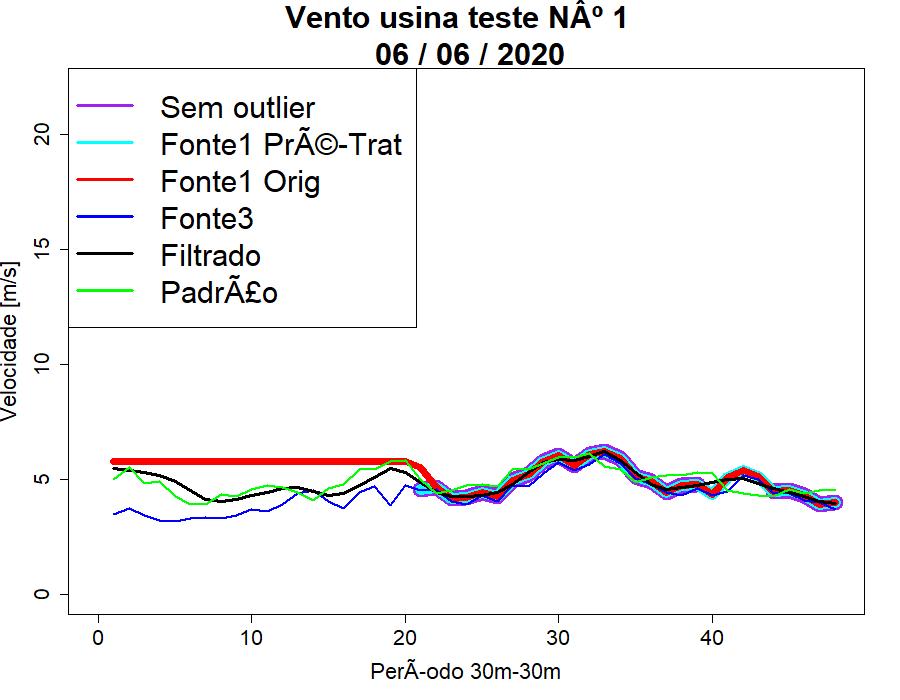 Vento usina teste NÂº 1
06 / 06 / 2020
Sem outlier
Fonte1 PrÃ©-Trat
Fonte1 Orig
Fonte3
Filtrado
PadrÃ£o
Velocidade [m/s]
20
15
10
5
0
0 10 20 30 40
PerÃ-odo 30m-30m